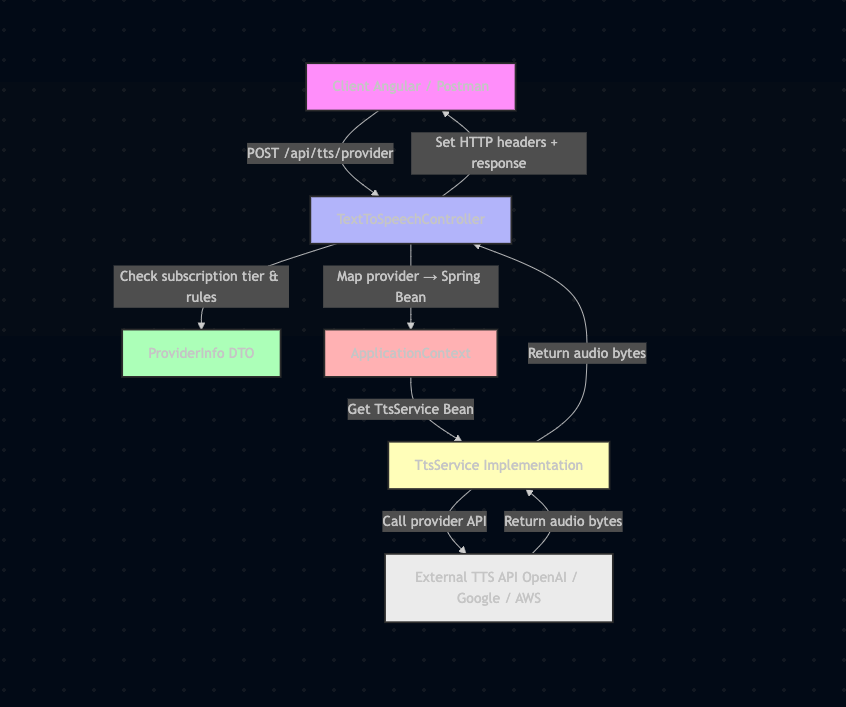 Client Angular / Postman
POST /api/tts/provider
Set HTTP headers +
response
TextToSpeechController
Check subscription tier &
rules
Map provider → Spring
Bean
ProviderInfo DTO
ApplicationContext
Return audio bytes
Get TtsService Bean
TtsService Implementation
Call provider API
Return audio bytes
External TTS API OpenAI /
Google / AWS